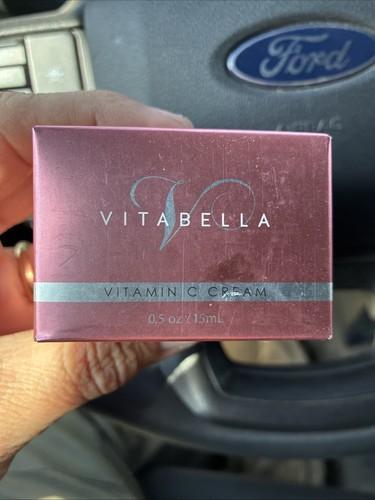 Ford
VITABELLA
VITAMIN C CREAM
0.5 oz / 15mL